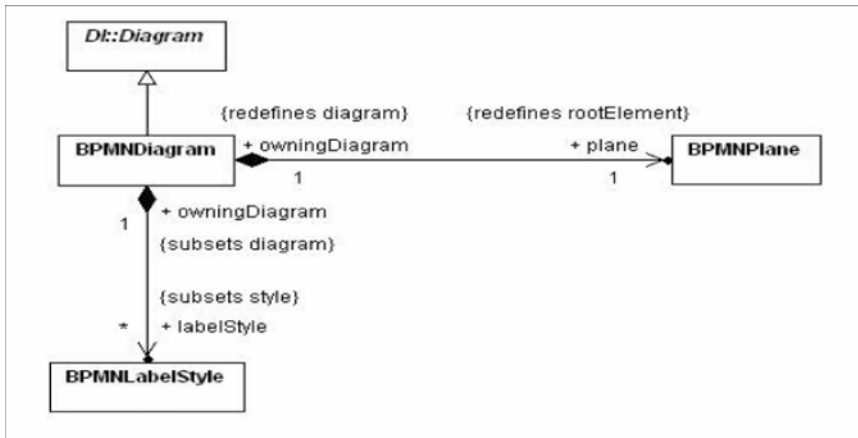 DI::Diagram
{redefines diagram}
{redefines rootElement}
BPMNDiagram
+ owningDiagram
+ plane
BPMNPlane
1
1
1
+ owningDiagram
{subsets diagram}
{subsets style}
*
+ labelStyle
BPMNLabelStyle